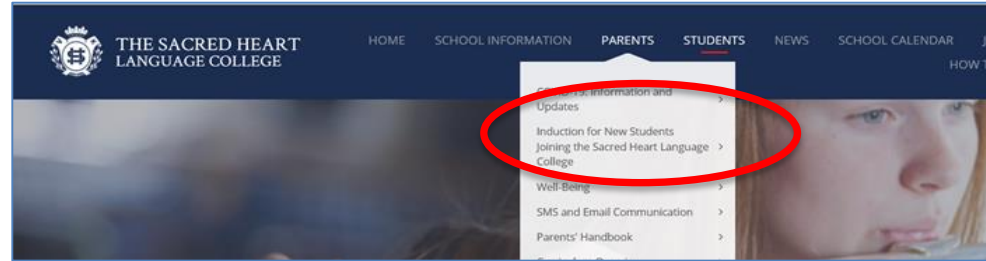 THE SACRED HEART
LANGUAGE COLLEGE
HOME SCHOOL INFORMATION PARENTS STUDENTS NEWS SCHOOL CALENDAR
HOW
Information and
Updates
Induction for New Students
Joining the Sacred Heart Language
College
Well-Being
SMS and Email Communication
Parents' Handbook